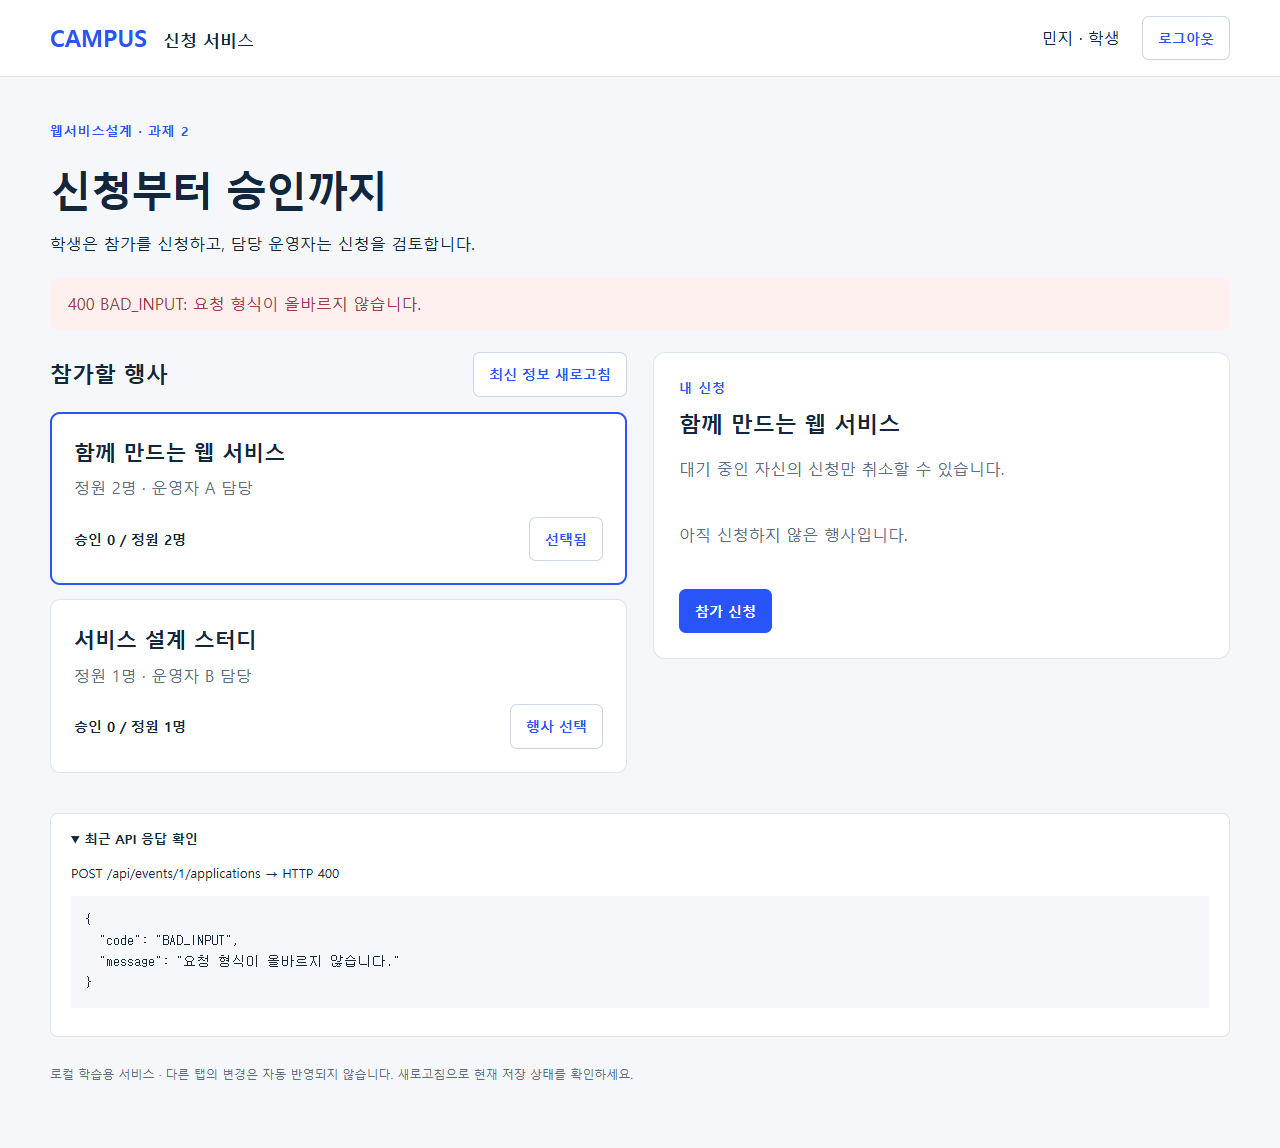 CAMPUS 신청 서비스
민지 · 학생
로그아웃
웹서비스설계 · 과제 2
신청부터 승인까지
학생은 참가를 신청하고, 담당 운영자는 신청을 검토합니다.
400 BAD_INPUT: 요청 형식이 올바르지 않습니다.
참가할 행사
최신 정보 새로고침
함께 만드는 웹 서비스
정원 2명 · 운영자 A 담당
승인 0 / 정원 2명
선택됨
서비스 설계 스터디
정원 1명 · 운영자 B 담당
승인 0 / 정원 1명
행사 선택
내 신청
함께 만드는 웹 서비스
대기 중인 자신의 신청만 취소할 수 있습니다.
아직 신청하지 않은 행사입니다.
참가 신청
▼ 최근 API 응답 확인
POST /api/events/1/applications → HTTP 400
{
"code": "BAD_INPUT",
"message": "요청 형식이 올바르지 않습니다."
}
로컬 학습용 서비스 · 다른 탭의 변경은 자동 반영되지 않습니다. 새로고침으로 현재 저장 상태를 확인하세요.